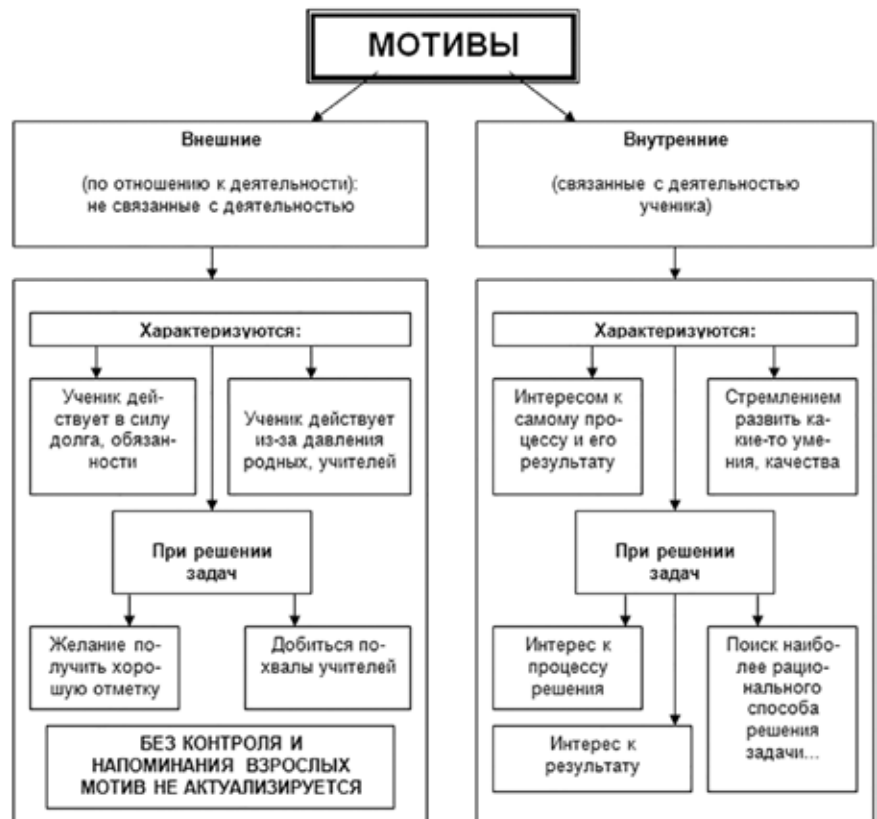 МОТИВЫ
Внешние
(по отношению к деятельности):
не связанные с деятельностью
Внутренние
(связанные с деятельностью
ученика)
Характеризуются:
Ученик дей-
ствует в силу
долга, обязан-
ности
Ученик действует
из-за давления
родных, учителей
При решении
задач
Желание по-
лучить хоро-
шую отметку
Добиться по-
хвалы учителей
БЕЗ КОНТРОЛЯ И
НАПОМИНАНИЯ ВЗРОСЛЫХ
МОТИВ НЕ АКТУАЛИЗИРУЕТСЯ
Характеризуются:
Интересом к
самому про-
цессу и его
результату
Стремлением
развить ка-
кие-то уме-
ния, качества
При решении
задач
Интерес к
процессу
решения
Интерес к
результату
Поиск наибо-
лее рацио-
нального
способа
решения
задачи...